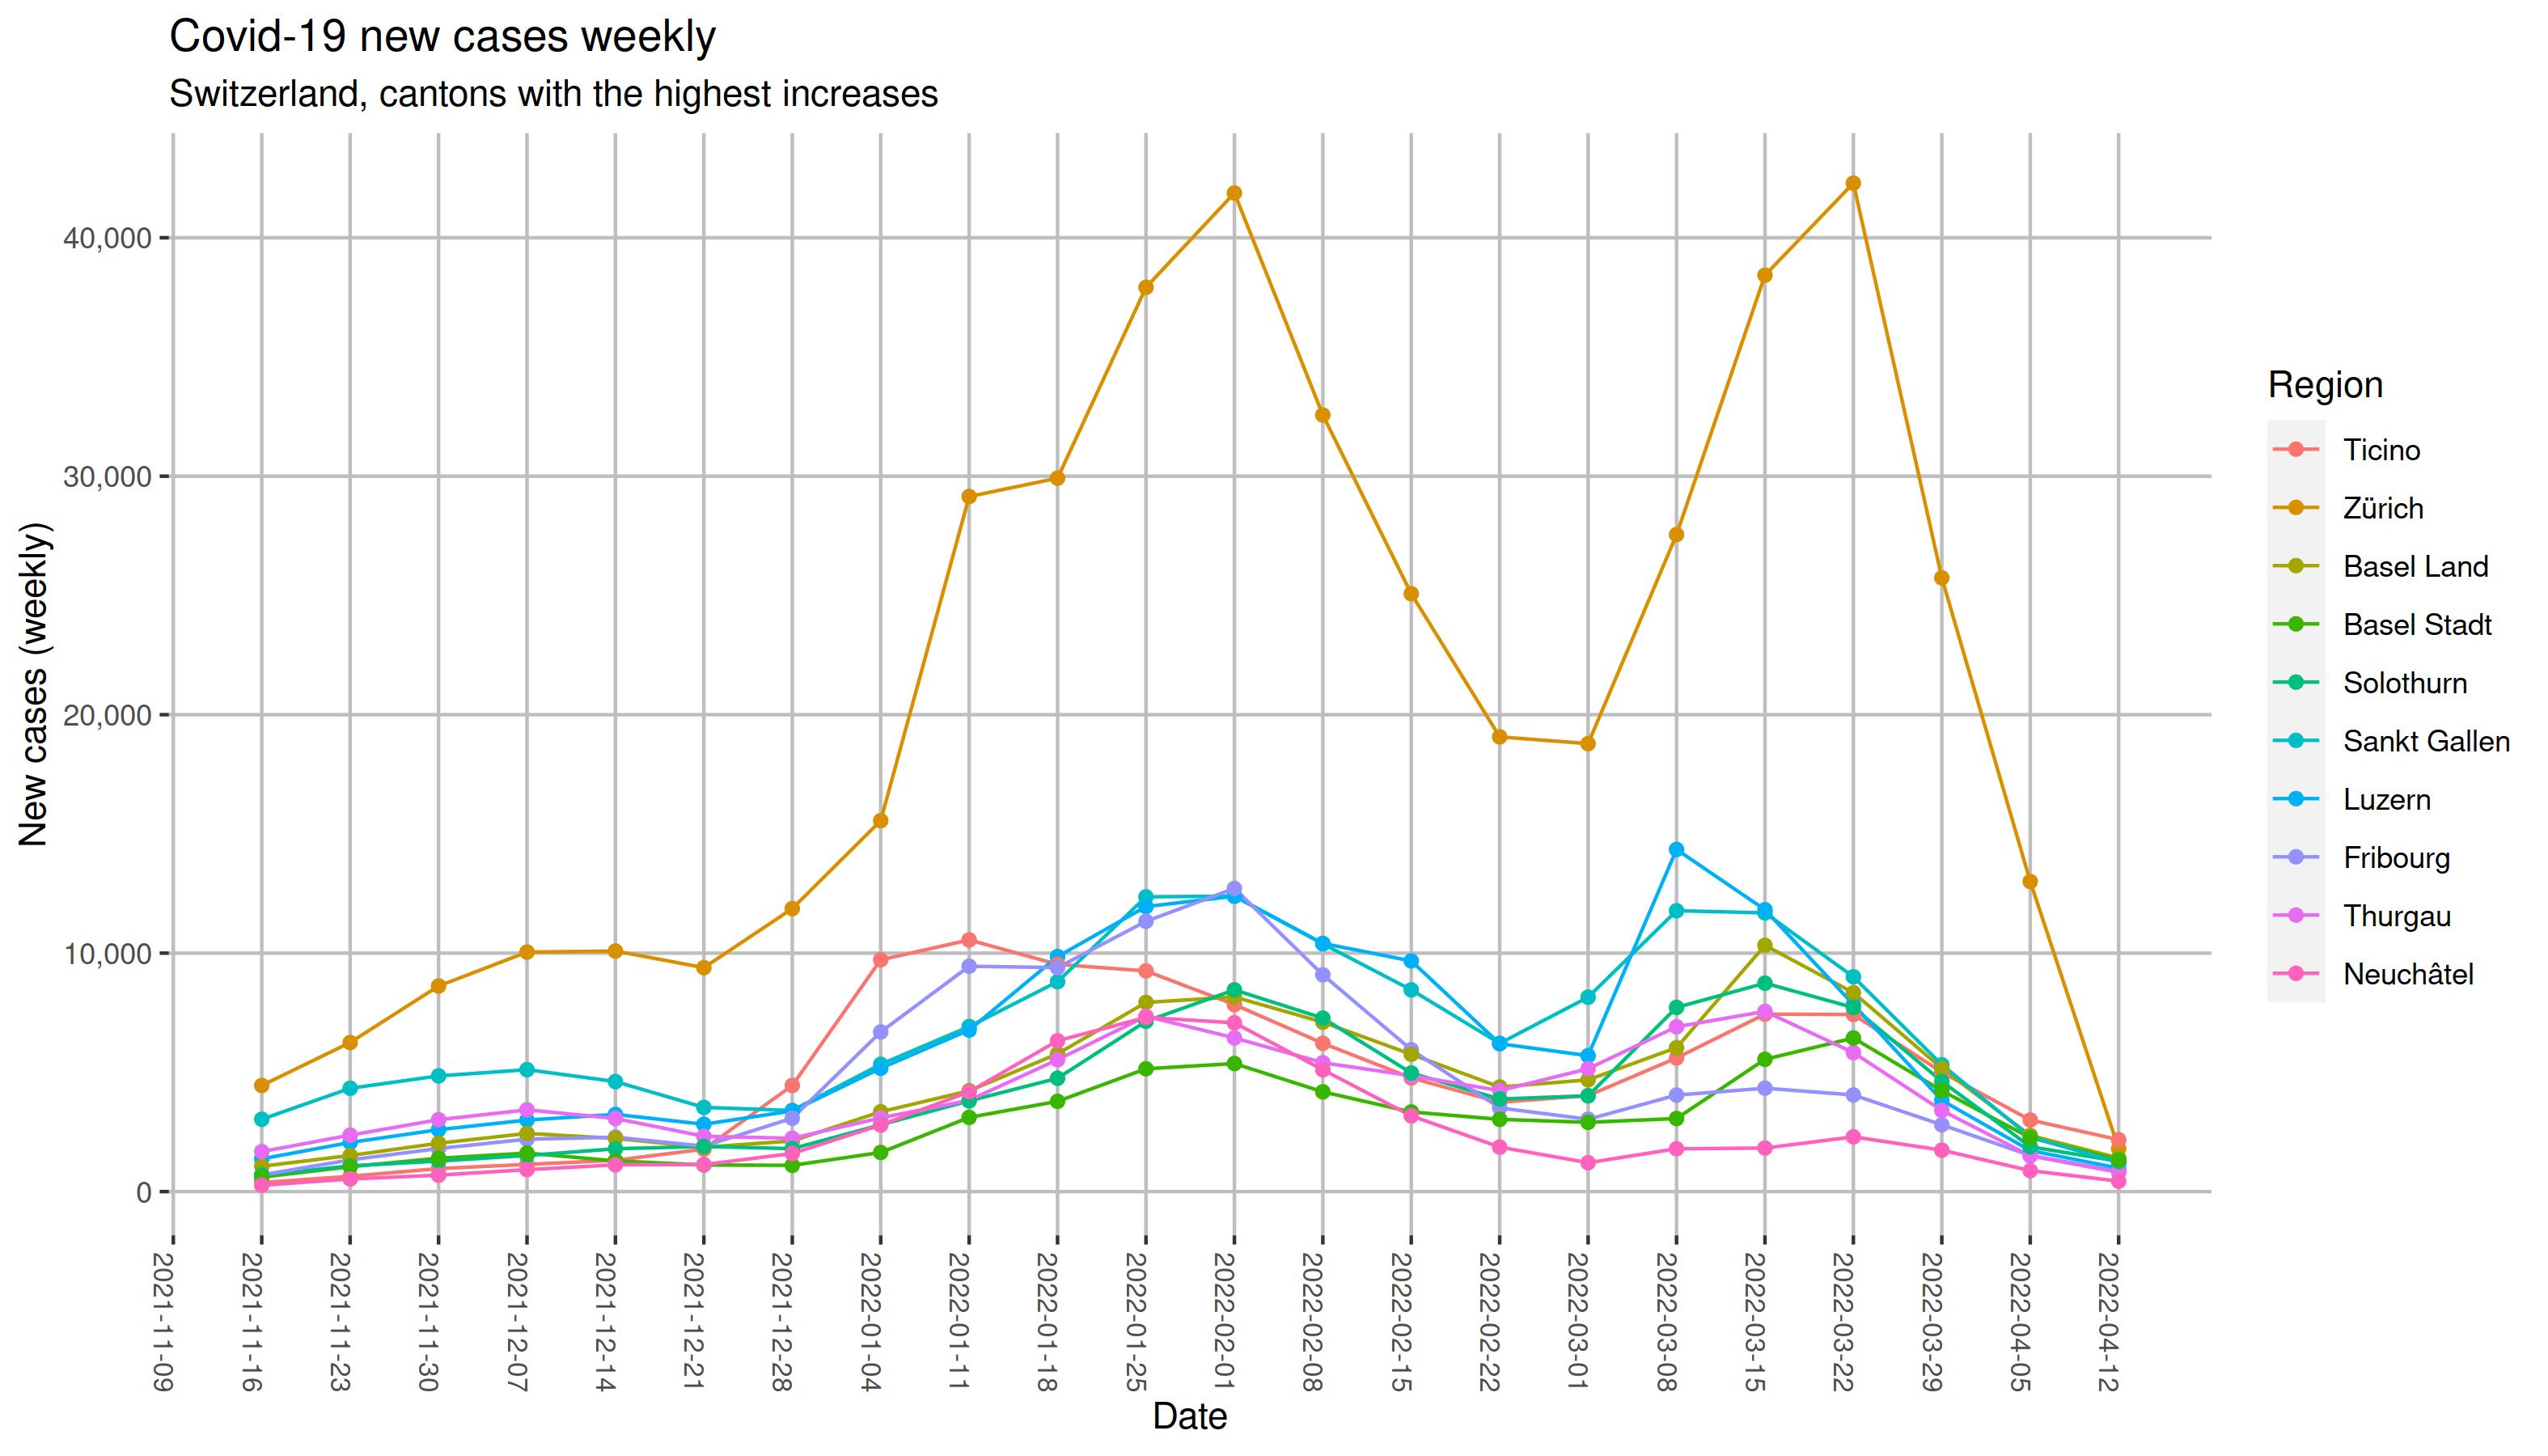 Covid-19 new cases weekly
Switzerland, cantons with the highest increases
New cases (weekly)
40,000
30,000
20,000
10,000
0
2021-11-09
2021-11-16
2021-11-23
2021-11-30
2021-12-07
2021-12-14
2021-12-21
2021-12-28
2022-01-04
2022-01-11
2022-01-18
2022-01-25
2022-02-01
2022-02-08
2022-02-15
2022-02-22
2022-03-01
2022-03-08
2022-03-15
2022-03-22
2022-03-29
2022-04-05
2022-04-12
Date
Region
Ticino
Zürich
Basel Land
Basel Stadt
Solothurn
Sankt Gallen
Luzern
Fribourg
Thurgau
Neuchâtel